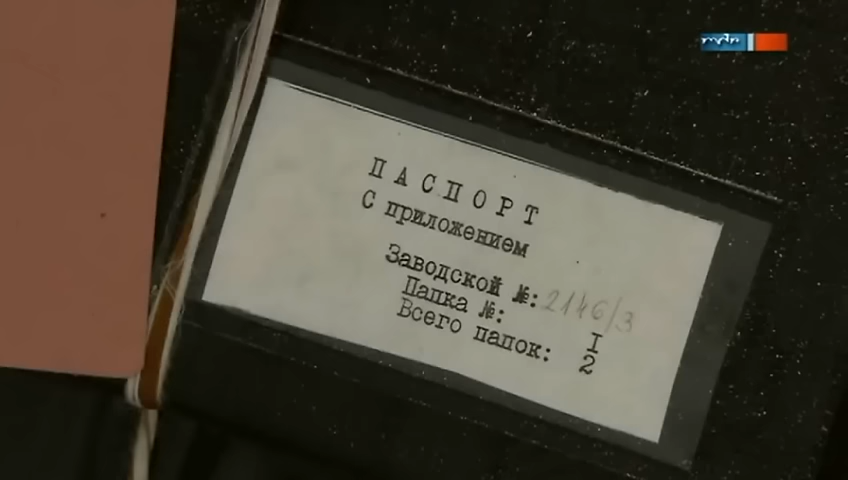 mdr
ПАСПОРТ
С приложением
Заводской №: 2146/3
Папка №: I
Всего папок: 2